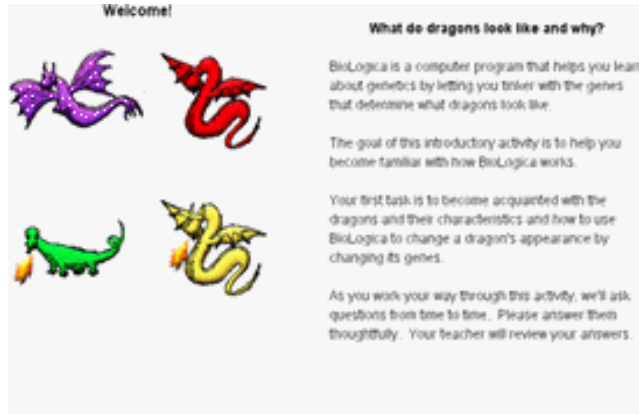 Welcome!
What do dragons look like and why?
BioLogica is a computer program that helps you learn
about genetics by letting you tinker with the genes
that determine what dragons look like.
The goal of this introductory activity is to help you
become familiar with how BioLogica works.
Your first task is to become acquainted with the
dragons and their characteristics and how to use
BioLogica to change a dragon's appearance by
changing its genes.
As you work your way through this activity, we'll ask
questions from time to time. Please answer them
thoughtfully. Your teacher will review your answers.